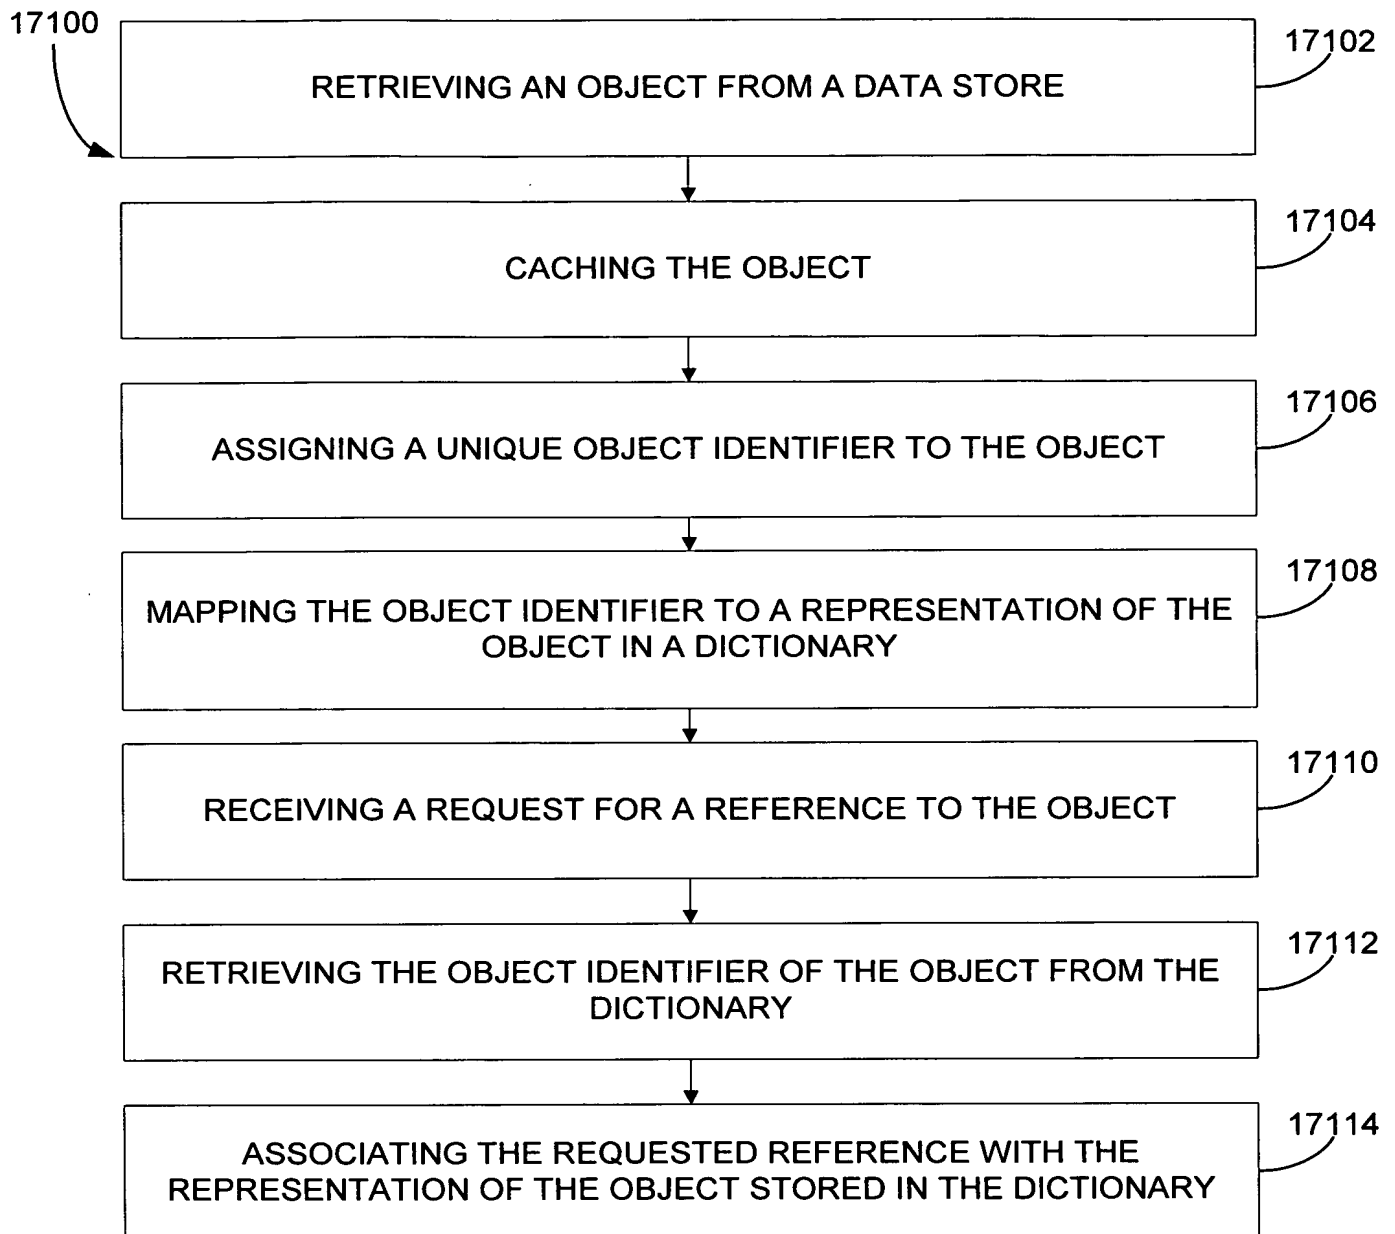 17100
17102
RETRIEVING AN OBJECT FROM A DATA STORE
17104
CACHING THE OBJECT
17106
ASSIGNING A UNIQUE OBJECT IDENTIFIER TO THE OBJECT
17108
MAPPING THE OBJECT IDENTIFIER TO A REPRESENTATION OF THE
OBJECT IN A DICTIONARY
17110
RECEIVING A REQUEST FOR A REFERENCE TO THE OBJECT
17112
RETRIEVING THE OBJECT IDENTIFIER OF THE OBJECT FROM THE
DICTIONARY
17114
ASSOCIATING THE REQUESTED REFERENCE WITH THE
REPRESENTATION OF THE OBJECT STORED IN THE DICTIONARY